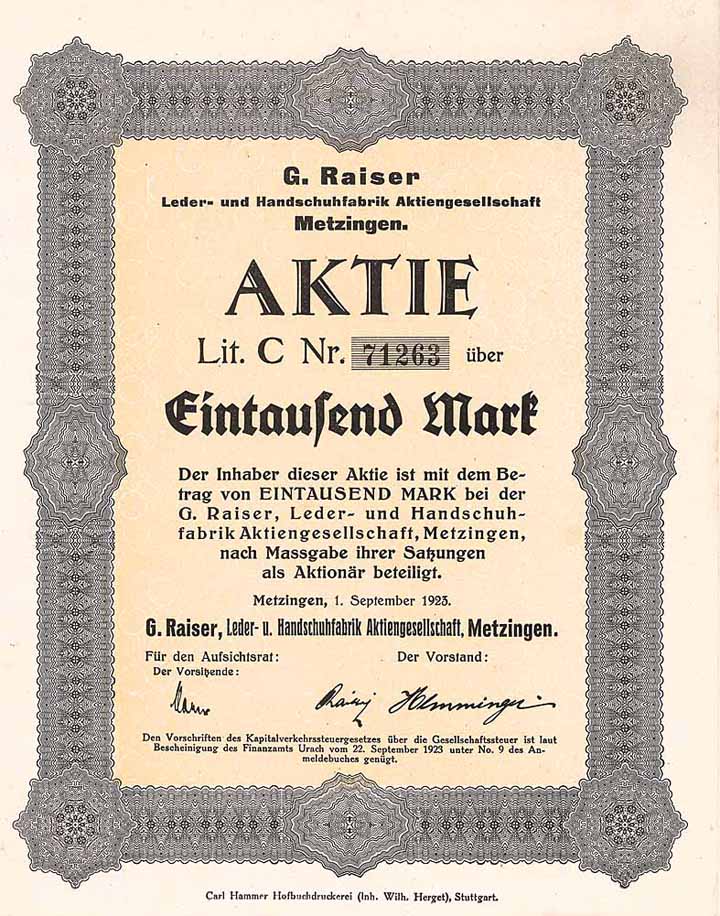 G. Raiser
Leder- und Handschuhfabrik Aktiengesellschaft
Metzingen.
AKTIE
Lit. C Nr. 71263 über
Eintausend Mark
Der Inhaber dieser Aktie ist mit dem Be-
trag von EINTAUSEND MARK bei der
G. Raiser, Leder- und Handschuh-
fabrik Aktiengesellschaft, Metzingen,
nach Massgabe ihrer Satzungen
als Aktionär beteiligt.
Metzingen, 1. September 1923.
G. Raiser, Leder- u. Handschuhfabrik Aktiengesellschaft, Metzingen.
Für den Aufsichtsrat: Der Vorstand:
Der Vorsitzende:
Hemminger
Den Vorschriften des Kapitalverkehrssteuergesetzes über die Gesellschaftssteuer ist laut
Bescheinigung des Finanzamts Urach vom 22. September 1923 unter No. 9 des An-
meldebuches genügt.
Carl Hammer Hofbuchdruckerei (Inh. Wilh. Herget), Stuttgart.